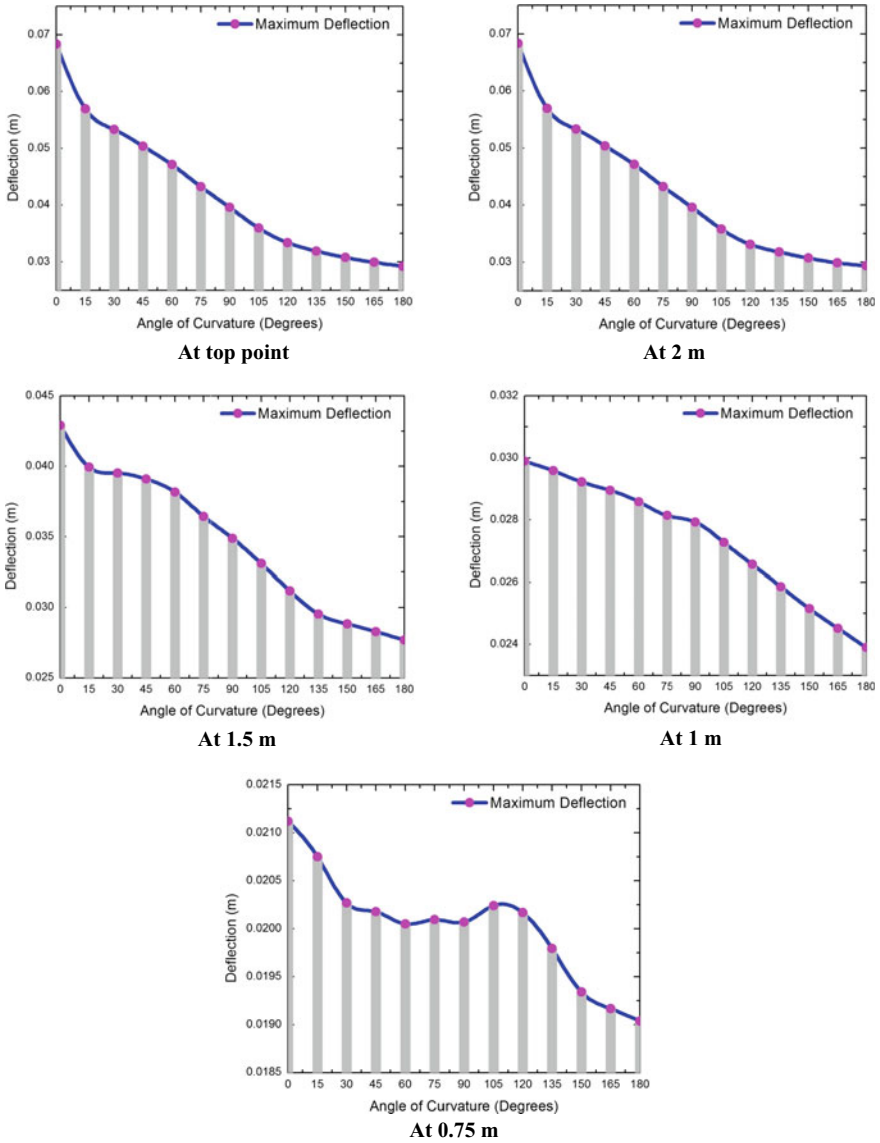 Maximum Deflection
0.07
0.06
0.05
0.04
0.03
Deflection (m)
0 15 30 45 60 75 90 105 120 135 150 165 180
Angle of Curvature (Degrees)
At top point
Maximum Deflection
0.07
0.06
0.05
0.04
0.03
Deflection (m)
0 15 30 45 60 75 90 105 120 135 150 165 180
Angle of Curvature (Degrees)
At 2 m
Maximum Deflection
0.045
0.040
0.035
0.030
0.025
Deflection (m)
0 15 30 45 60 75 90 105 120 135 150 165 180
Angle of Curvature (Degrees)
At 1.5 m
Maximum Deflection
0.032
0.030
0.028
0.026
0.024
Deflection (m)
0 15 30 45 60 75 90 105 120 135 150 165 180
Angle of Curvature (Degrees)
At 1 m
Maximum Deflection
0.0215
0.0210
0.0205
0.0200
0.0195
0.0190
0.0185
Deflection (m)
0 15 30 45 60 75 90 105 120 135 150 165 180
Angle of Curvature (Degrees)
At 0.75 m